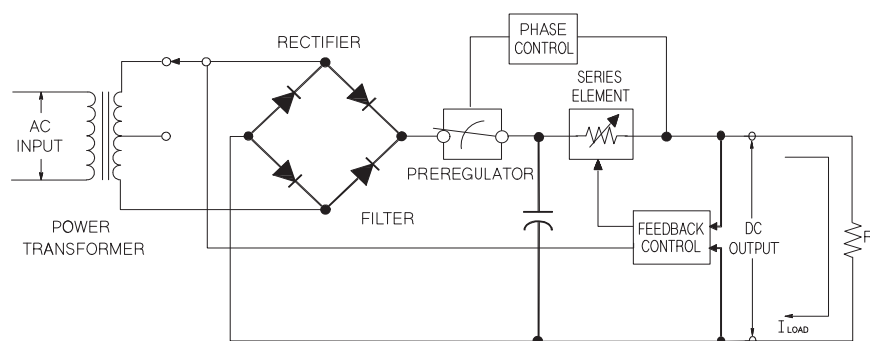 PHASE
CONTROL
RECTIFIER
SERIES
ELEMENT
AC
INPUT
PREREGULATOR
POWER
TRANSFORMER
FILTER
FEEDBACK
CONTROL
DC
OUTPUT
I LOAD